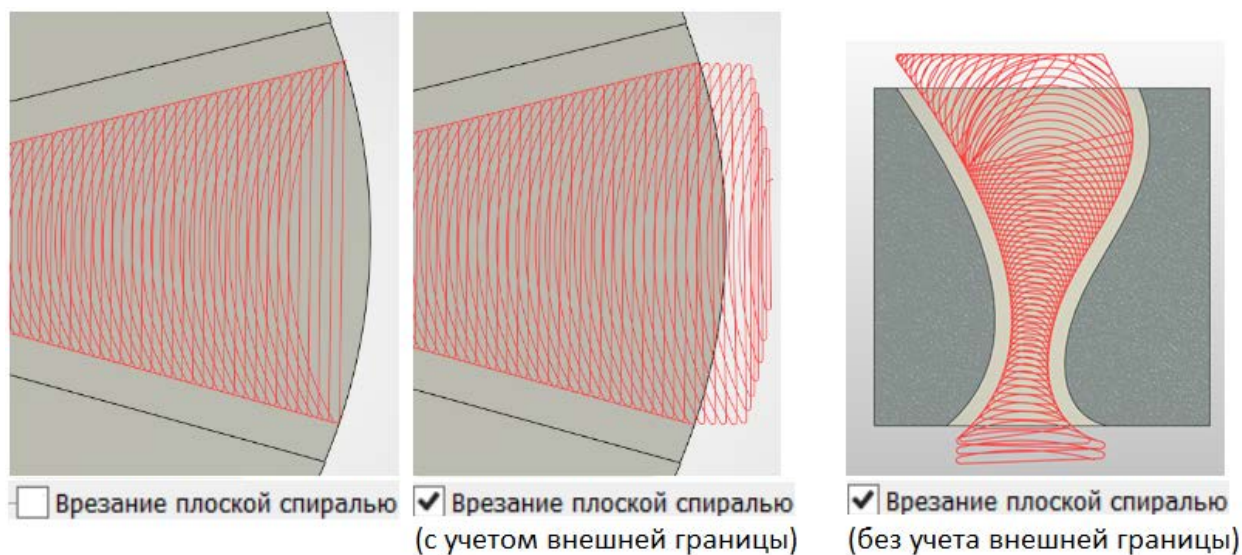 Врезание плоской спиралью
Врезание плоской спиралью
(с учетом внешней границы)
Врезание плоской спиралью
(без учета внешней границы)